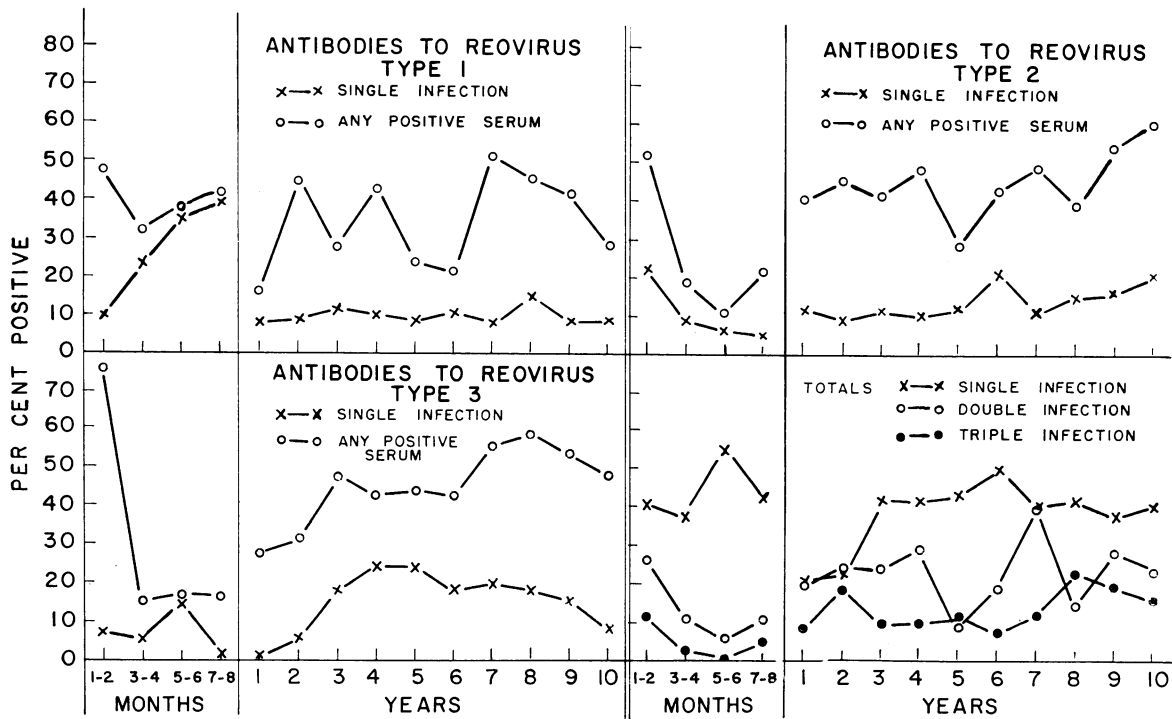 ANTIBODIES TO REOVIRUS
TYPE 1
x—x SINGLE INFECTION
o—o ANY POSITIVE SERUM
ANTIBODIES TO REOVIRUS
TYPE 2
x—x SINGLE INFECTION
o—o ANY POSITIVE SERUM
PER CENT POSITIVE
80
70
60
50
40
30
20
10
0
ANTIBODIES TO REOVIRUS
TYPE 3
x—x SINGLE INFECTION
o—o ANY POSITIVE
SERUM
TOTALS x—x SINGLE INFECTION
o—o DOUBLE INFECTION
●—● TRIPLE INFECTION
70
60
50
40
30
20
10
0
1-2 3-4 5-6 7-8 1 2 3 4 5 6 7 8 9 10 1-2 3-4 5-6 7-8 1 2 3 4 5 6 7 8 9 10
MONTHS YEARS MONTHS YEARS